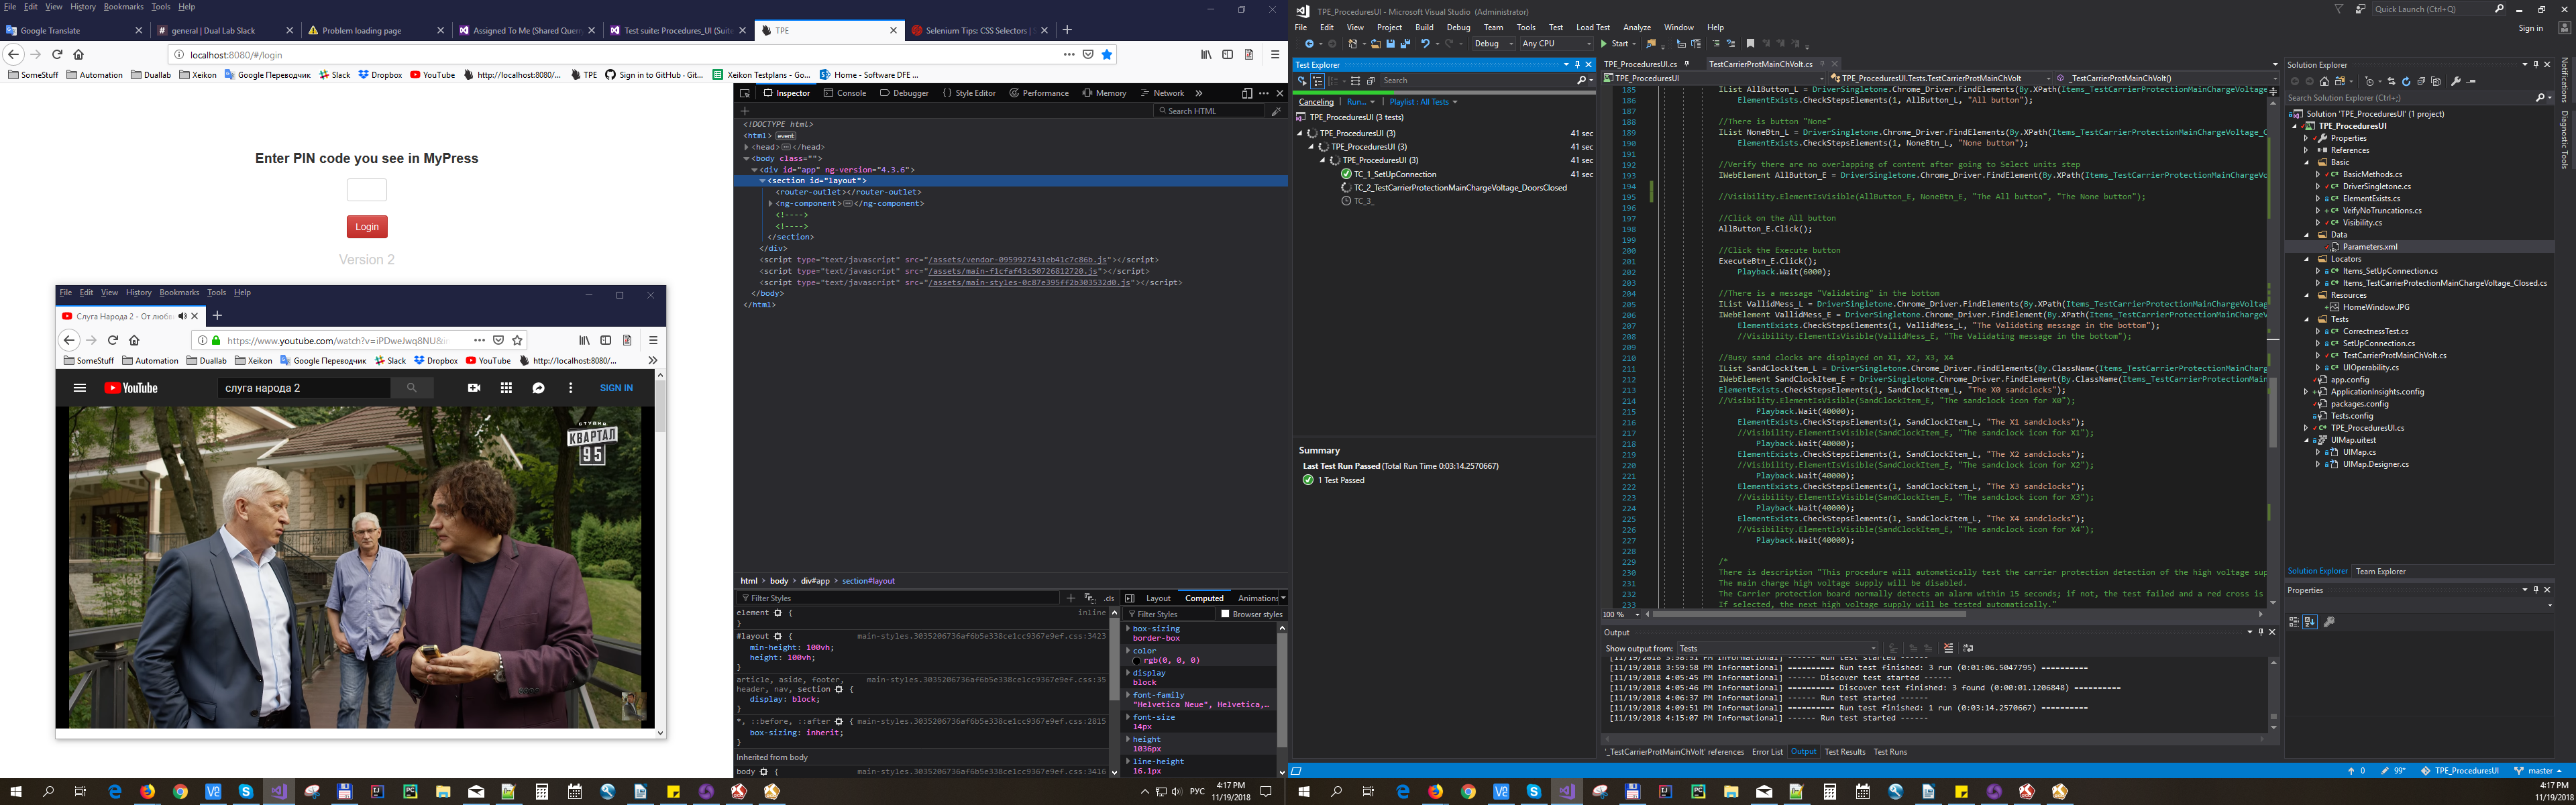 File Edit View History Bookmarks Tools Help
Google Translate
general | Dual Lab Slack
Problem loading page
Assigned To Me (Shared Query
Test suite: Procedures_UI (Suite
TPE
Selenium Tips: CSS Selectors |
localhost:8080/#/login
SomeStuff Automation Duallab Xeikon Google Переводчик Slack Dropbox YouTube http://localhost:8080/... TPE Sign in to GitHub · Git... Xeikon Testplans - Go... Home - Software DFE ...
Enter PIN code you see in MyPress
Login
Version 2
File Edit View History Bookmarks Tools Help
Слуга Народа 2 - От любви
https://www.youtube.com/watch?v=iPDweJwq8NU&i
SomeStuff Automation Duallab Xeikon Google Переводчик Slack Dropbox YouTube http://localhost:8080/...
YouTube
слуга народа 2
SIGN IN
СТУДИЯ
КВАРТАЛ
95
Inspector Console Debugger Style Editor Performance Memory Network
Search HTML
<!DOCTYPE html>
<html> event
<head></head>
<body class="">
<div id="app" ng-version="4.3.6">
<section id="layout">
<router-outlet></router-outlet>
<ng-component></ng-component>
<!---->
<!---->
</section>
</div>
<script type="text/javascript" src="/assets/vendor-0959927431eb41c7c86b.js"></script>
<script type="text/javascript" src="/assets/main-f1cfaf43c50726812720.js"></script>
<script type="text/javascript" src="/assets/main-styles-0c87e395ff2b303532d0.js"></script>
</body>
</html>
html > body > div#app > section#layout
Filter Styles
.cls
element {
inline
}
#layout {
main-styles.3035206736af6b5e338ce1cc9367e9ef.css:3423
min-height: 100vh;
height: 100vh;
}
article, aside, footer,
main-styles.3035206736af6b5e338ce1cc9367e9ef.css:35
header, nav, section {
display: block;
}
*, ::before, ::after {
main-styles.3035206736af6b5e338ce1cc9367e9ef.css:2815
box-sizing: inherit;
}
Inherited from body
body {
main-styles.3035206736af6b5e338ce1cc9367e9ef.css:3416
Layout Computed Animations
Filter Styles Browser styles
box-sizing
border-box
color
rgb(0, 0, 0)
display
block
font-family
"Helvetica Neue", Helvetica,…
font-size
14px
height
1036px
line-height
16.1px
РУС
4:17 PM
11/19/2018
TPE_ProceduresUI - Microsoft Visual Studio (Administrator)
Quick Launch (Ctrl+Q)
File Edit View Project Build Debug Team Tools Test Load Test Analyze Window Help
Sign in
Debug Any CPU Start
Test Explorer
Search
Canceling Run... Playlist : All Tests
TPE_ProceduresUI (3 tests)
TPE_ProceduresUI (3) 41 sec
TPE_ProceduresUI (3) 41 sec
TPE_ProceduresUI (3) 41 sec
TC_1_SetUpConnection 41 sec
TC_2_TestCarrierProtectionMainChargeVoltage_DoorsClosed
TC_3_
Summary
Last Test Run Passed (Total Run Time 0:03:14.2570667)
1 Test Passed
TPE_ProceduresUI.cs TestCarrierProtMainChVolt.cs
TPE_ProceduresUI TPE_ProceduresUI.Tests.TestCarrierProtMainChVolt _TestCarrierProtMainChVolt()
185 IList AllButton_L = DriverSingletone.Chrome_Driver.FindElements(By.XPath(Items_TestCarrierProtectionMainChargeVoltage
186 ElementExists.CheckStepsElements(1, AllButton_L, "All button");
187
188 //There is button "None"
189 IList NoneBtn_L = DriverSingletone.Chrome_Driver.FindElements(By.XPath(Items_TestCarrierProtectionMainChargeVoltage_C
190 ElementExists.CheckStepsElements(1, NoneBtn_L, "None button");
191
192 //Verify there are no overlapping of content after going to Select units step
193 IWebElement AllButton_E = DriverSingletone.Chrome_Driver.FindElement(By.XPath(Items_TestCarrierProtectionMainChargeVo
194
195 //Visibility.ElementIsVisible(AllButton_E, NoneBtn_E, "The All button", "The None button");
196
197 //Click on the All button
198 AllButton_E.Click();
199
200 //Click the Execute button
201 ExecuteBtn_E.Click();
202 Playback.Wait(6000);
203
204 //There is a message "Validating" in the bottom
205 IList VallidMess_L = DriverSingletone.Chrome_Driver.FindElements(By.XPath(Items_TestCarrierProtectionMainChargeVoltag
206 IWebElement VallidMess_E = DriverSingletone.Chrome_Driver.FindElement(By.XPath(Items_TestCarrierProtectionMainChargeV
207 ElementExists.CheckStepsElements(1, VallidMess_L, "The Validating message in the bottom");
208 //Visibility.ElementIsVisible(VallidMess_E, "The Validating message in the bottom");
209
210 //Busy sand clocks are displayed on X1, X2, X3, X4
211 IList SandClockItem_L = DriverSingletone.Chrome_Driver.FindElements(By.ClassName(Items_TestCarrierProtectionMainCharg
212 IWebElement SandClockItem_E = DriverSingletone.Chrome_Driver.FindElement(By.ClassName(Items_TestCarrierProtectionMain
213 ElementExists.CheckStepsElements(1, SandClockItem_L, "The X0 sandclocks");
214 //Visibility.ElementIsVisible(SandClockItem_E, "The sandclock icon for X0");
215 Playback.Wait(40000);
216 ElementExists.CheckStepsElements(1, SandClockItem_L, "The X1 sandclocks");
217 //Visibility.ElementIsVisible(SandClockItem_E, "The sandclock icon for X1");
218 Playback.Wait(40000);
219 ElementExists.CheckStepsElements(1, SandClockItem_L, "The X2 sandclocks");
220 //Visibility.ElementIsVisible(SandClockItem_E, "The sandclock icon for X2");
221 Playback.Wait(40000);
222 ElementExists.CheckStepsElements(1, SandClockItem_L, "The X3 sandclocks");
223 //Visibility.ElementIsVisible(SandClockItem_E, "The sandclock icon for X3");
224 Playback.Wait(40000);
225 ElementExists.CheckStepsElements(1, SandClockItem_L, "The X4 sandclocks");
226 //Visibility.ElementIsVisible(SandClockItem_E, "The sandclock icon for X4");
227 Playback.Wait(40000);
228
229 /*
230 There is description "This procedure will automatically test the carrier protection detection of the high voltage sup
231 The main charge high voltage supply will be disabled.
232 The Carrier protection board normally detects an alarm within 15 seconds; if not, the test failed and a red cross is
233 If selected, the next high voltage supply will be tested automatically."
100 %
Output
Show output from: Tests
[11/19/2018 3:58:51 PM Informational] ------ Run test started ------
[11/19/2018 3:59:58 PM Informational] ========== Run test finished: 3 run (0:01:06.5047795) ==========
[11/19/2018 4:05:45 PM Informational] ------ Discover test started ------
[11/19/2018 4:05:46 PM Informational] ========== Discover test finished: 3 found (0:00:01.1206848) ==========
[11/19/2018 4:06:37 PM Informational] ------ Run test started ------
[11/19/2018 4:09:51 PM Informational] ========== Run test finished: 1 run (0:03:14.2570667) ==========
[11/19/2018 4:15:07 PM Informational] ------ Run test started ------
'_TestCarrierProtMainChVolt' references Error List Output Test Results Test Runs
Solution Explorer
Search Solution Explorer (Ctrl+;)
Solution 'TPE_ProceduresUI' (1 project)
TPE_ProceduresUI
Properties
References
Basic
BasicMethods.cs
DriverSingletone.cs
ElementExists.cs
VeifyNoTruncations.cs
Visibility.cs
Data
Parameters.xml
Locators
Items_SetUpConnection.cs
Items_TestCarrierProtectionMainChargeVoltage_Closed.cs
Resources
HomeWindow.JPG
Tests
CorrectnessTest.cs
SetUpConnection.cs
TestCarrierProtMainChVolt.cs
UIOperability.cs
app.config
ApplicationInsights.config
packages.config
Tests.config
TPE_ProceduresUI.cs
UIMap.uitest
UIMap.cs
UIMap.Designer.cs
Solution Explorer Team Explorer
Properties
Notifications
Diagnostic Tools
0 99* TPE_ProceduresUI master
4:17 PM
11/19/2018